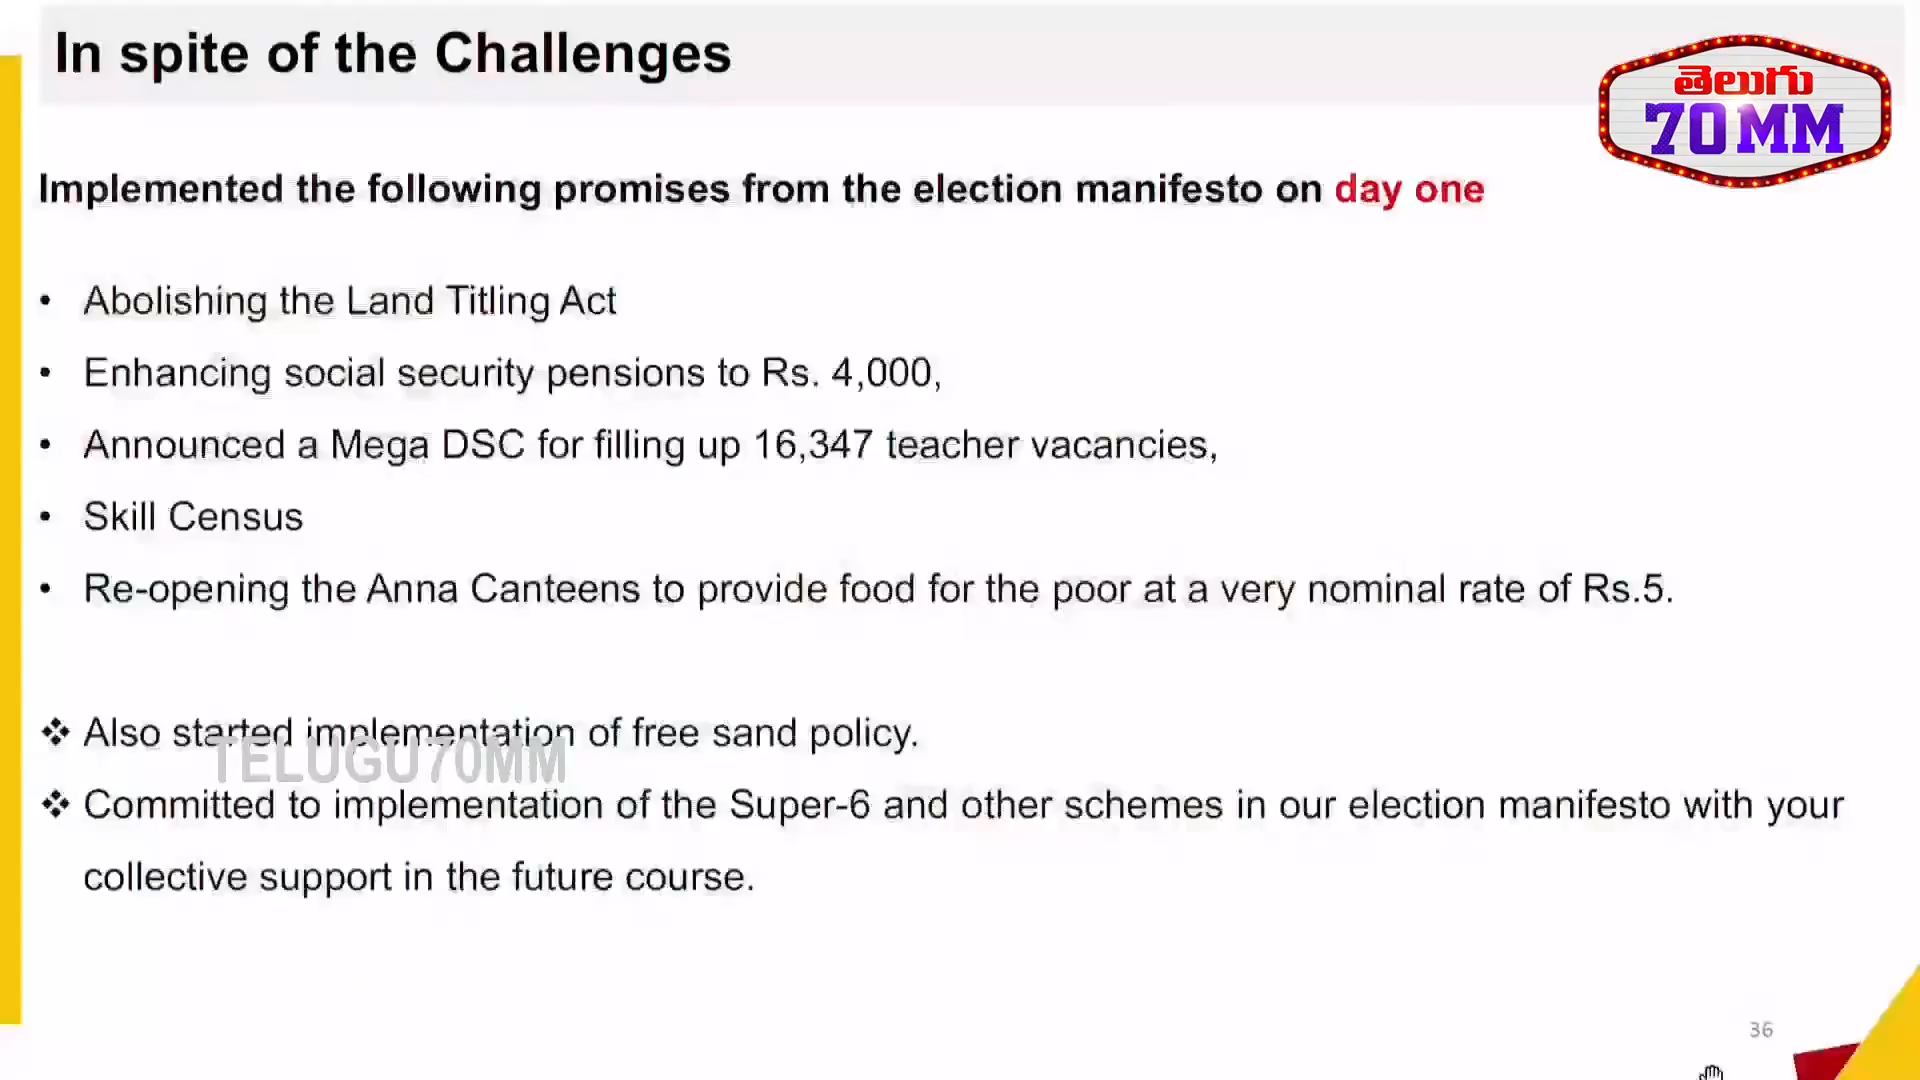 In spite of the Challenges
తెలుగు
70MM
Implemented the following promises from the election manifesto on day one
• Abolishing the Land Titling Act
• Enhancing social security pensions to Rs. 4,000,
• Announced a Mega DSC for filling up 16,347 teacher vacancies,
• Skill Census
• Re-opening the Anna Canteens to provide food for the poor at a very nominal rate of Rs.5.
❖ Also started implementation of free sand policy.
TELUGU70MM
❖ Committed to implementation of the Super-6 and other schemes in our election manifesto with your
collective support in the future course.
36